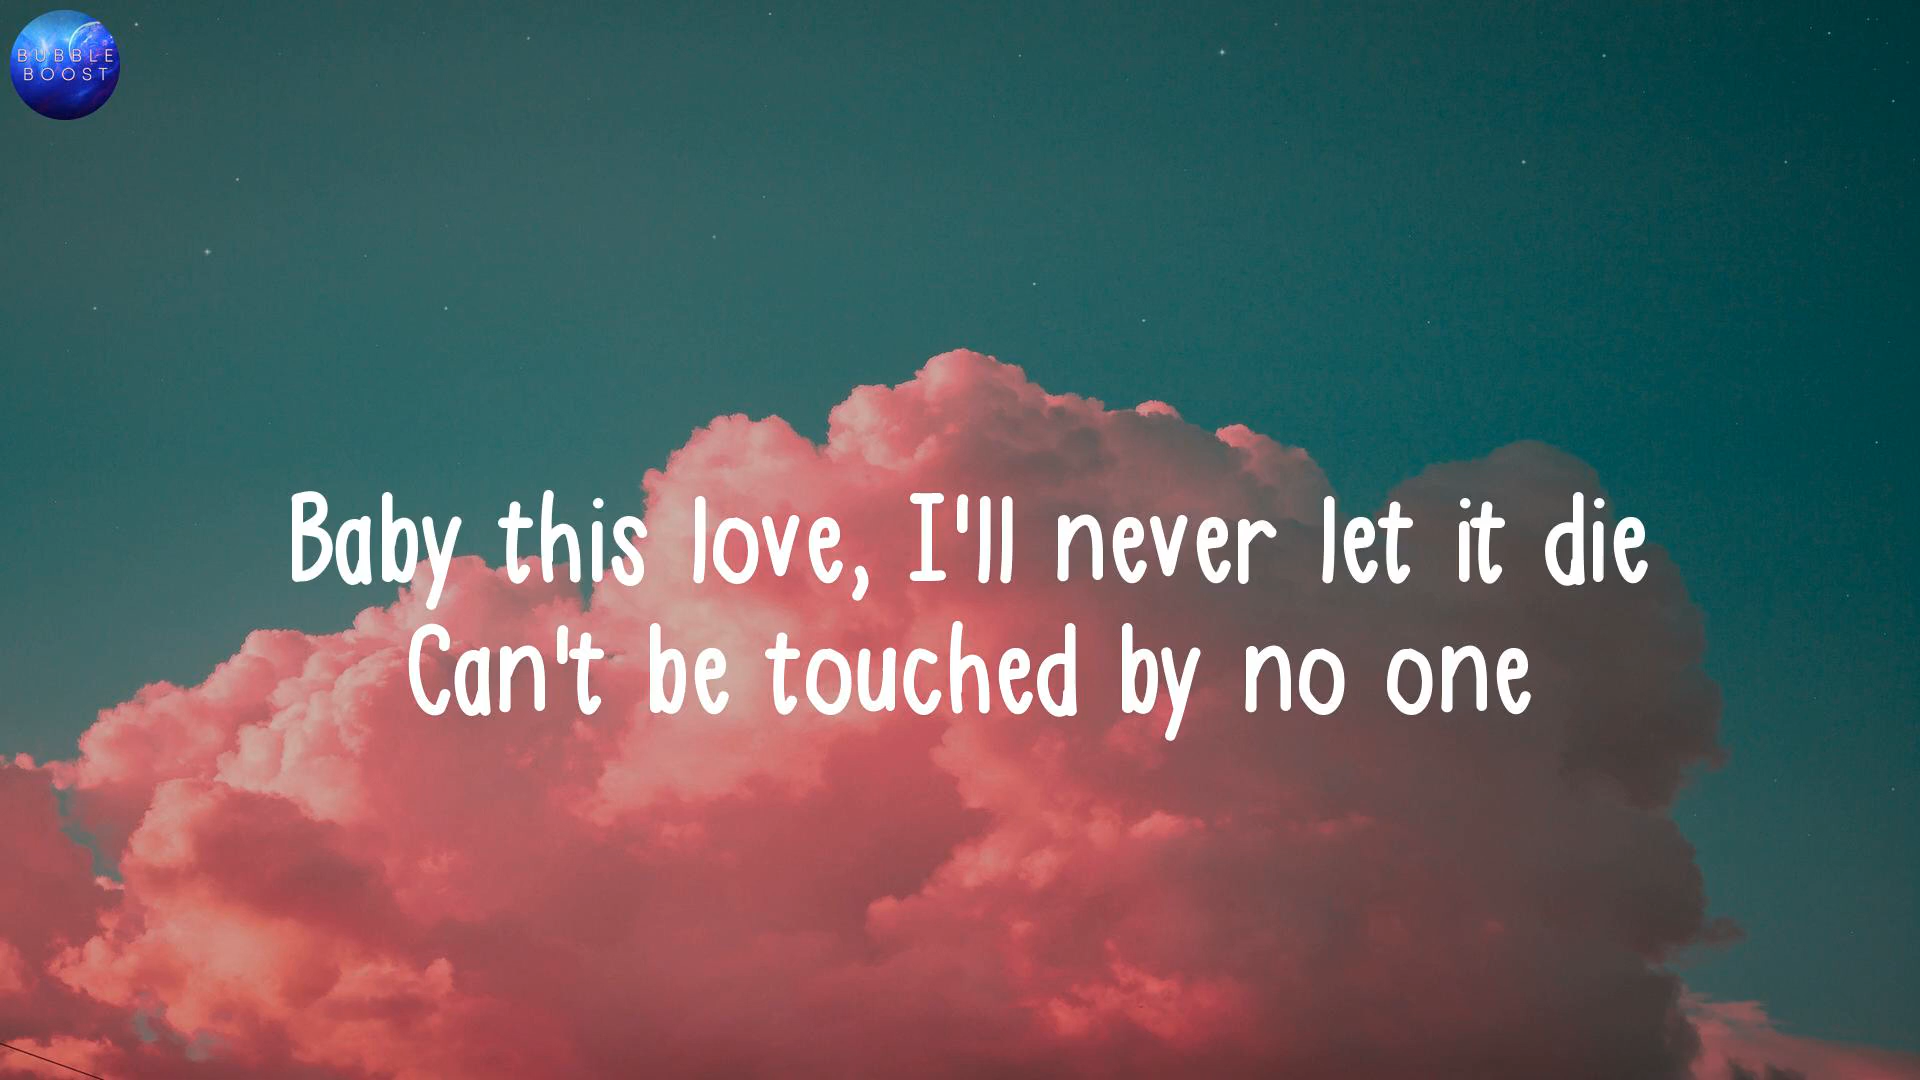 BUBBLE
BOOST
Baby this love, I'll never let it die
Can't be touched by no one